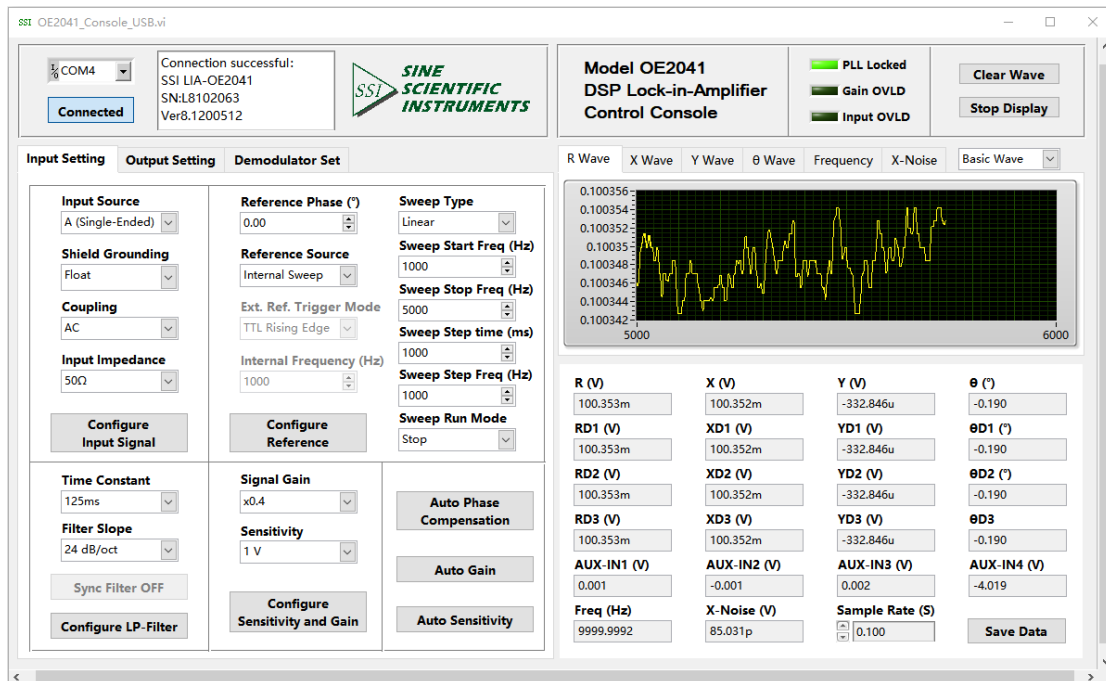 SSI OE2041_Console_USB.vi
COM4
Connected
Connection successful:
SSI LIA-OE2041
SN:L8102063
Ver8.1200512
SSI
SINE
SCIENTIFIC
INSTRUMENTS
Model OE2041
DSP Lock-in-Amplifier
Control Console
PLL Locked
Gain OVLD
Input OVLD
Clear Wave
Stop Display
Input Setting
Output Setting
Demodulator Set
Input Source
A (Single-Ended)
Shield Grounding
Float
Coupling
AC
Input Impedance
50Ω
Configure
Input Signal
Reference Phase (°)
0.00
Reference Source
Internal Sweep
Ext. Ref. Trigger Mode
TTL Rising Edge
Internal Frequency (Hz)
1000
Configure
Reference
Sweep Type
Linear
Sweep Start Freq (Hz)
1000
Sweep Stop Freq (Hz)
5000
Sweep Step time (ms)
1000
Sweep Step Freq (Hz)
1000
Sweep Run Mode
Stop
Time Constant
125ms
Filter Slope
24 dB/oct
Sync Filter OFF
Configure LP-Filter
Signal Gain
x0.4
Sensitivity
1 V
Configure
Sensitivity and Gain
Auto Phase
Compensation
Auto Gain
Auto Sensitivity
R Wave
X Wave
Y Wave
θ Wave
Frequency
X-Noise
Basic Wave
0.100356
0.100354
0.100352
0.10035
0.100348
0.100346
0.100344
0.100342
5000
6000
R (V) X (V) Y (V) θ (°)
100.353m 100.352m -332.846u -0.190
RD1 (V) XD1 (V) YD1 (V) θD1 (°)
100.353m 100.352m -332.846u -0.190
RD2 (V) XD2 (V) YD2 (V) θD2 (°)
100.353m 100.352m -332.846u -0.190
RD3 (V) XD3 (V) YD3 (V) θD3
100.353m 100.352m -332.846u -0.190
AUX-IN1 (V) AUX-IN2 (V) AUX-IN3 (V) AUX-IN4 (V)
0.001 -0.001 0.002 -4.019
Freq (Hz) X-Noise (V) Sample Rate (S)
9999.9992 85.031p 0.100 Save Data